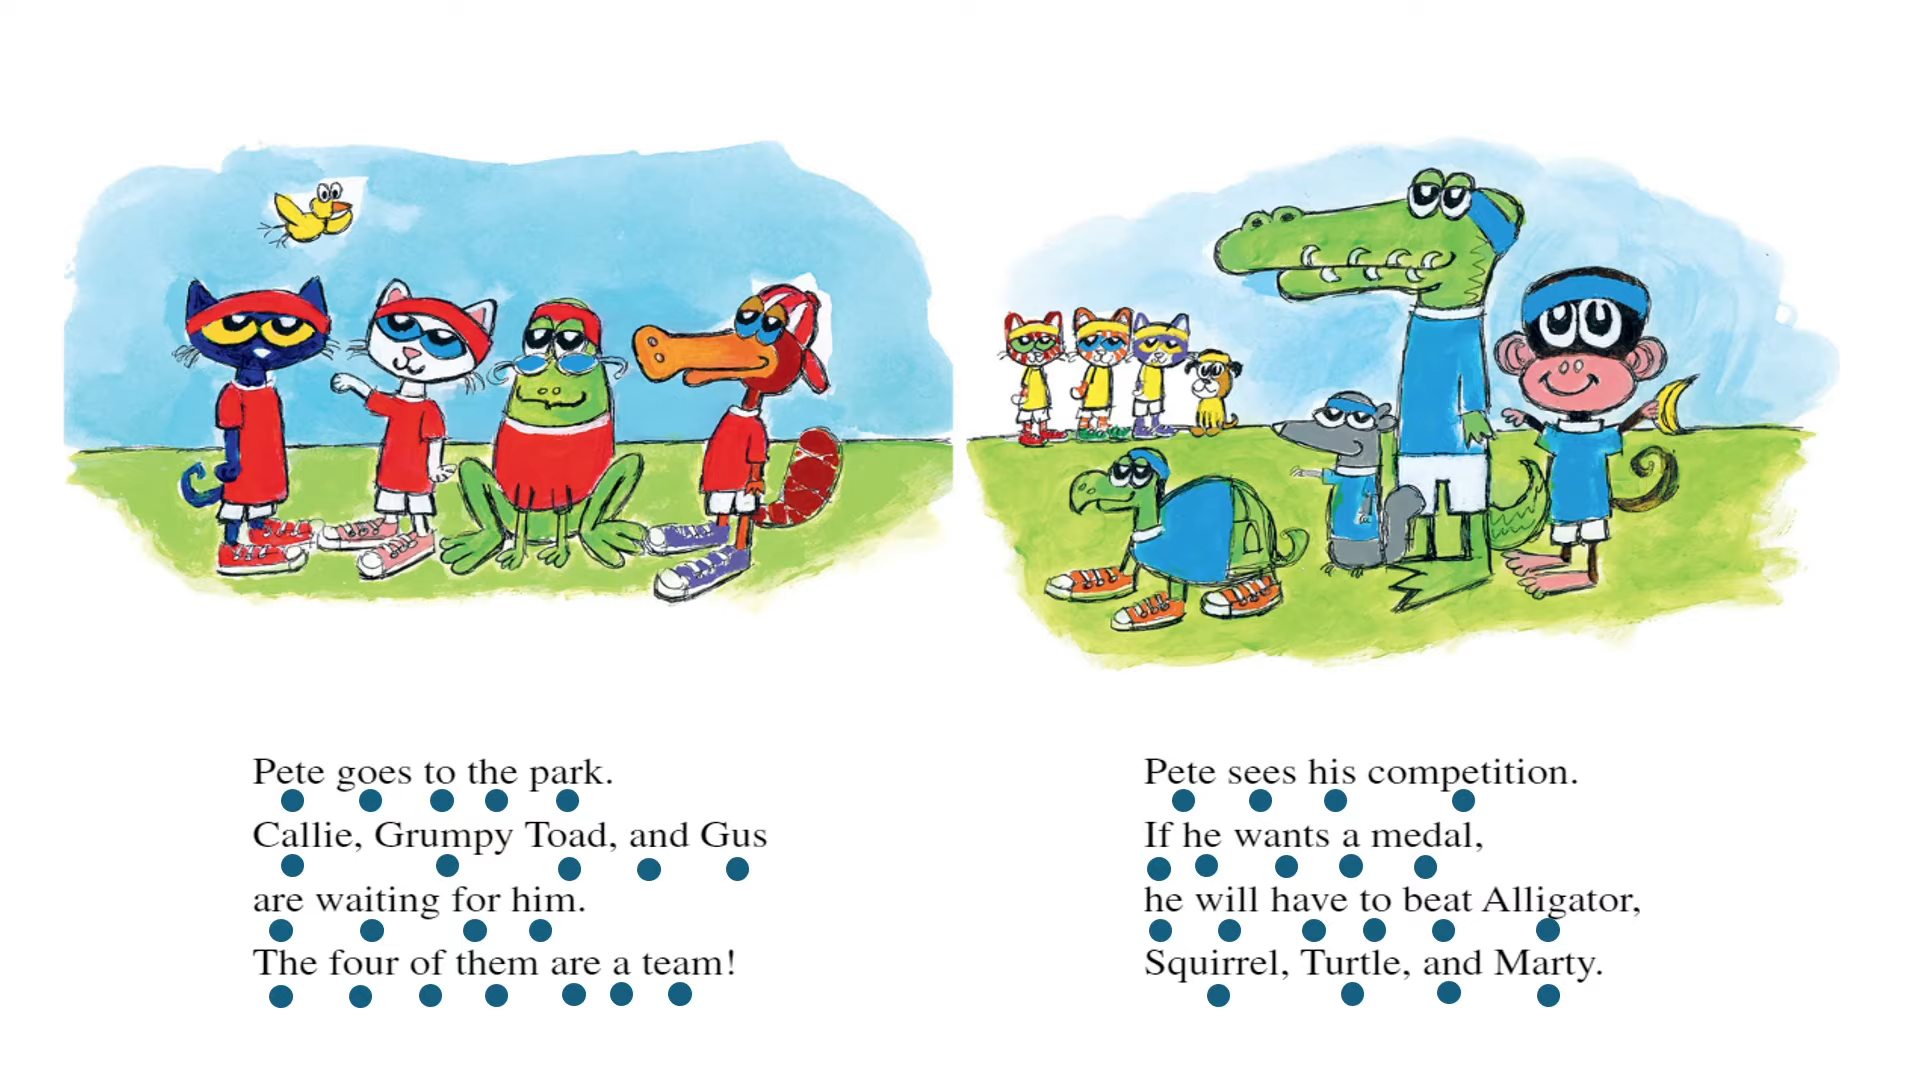 Pete goes to the park.
Callie, Grumpy Toad, and Gus
are waiting for him.
The four of them are a team!
Pete sees his competition.
If he wants a medal,
he will have to beat Alligator,
Squirrel, Turtle, and Marty.